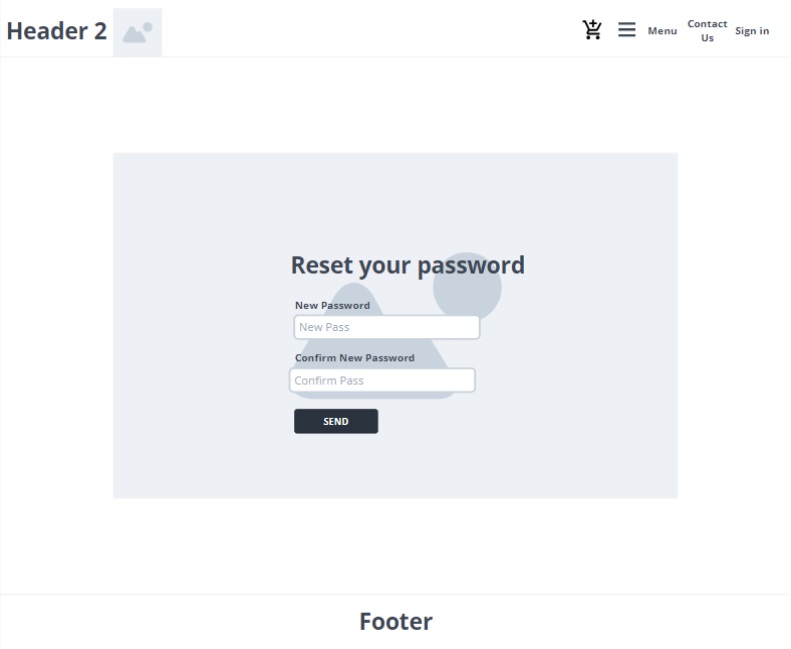 Header 2
Menu
Contact
Us
Sign in
Reset your password
New Password
New Pass
Confirm New Password
Confirm Pass
SEND
Footer